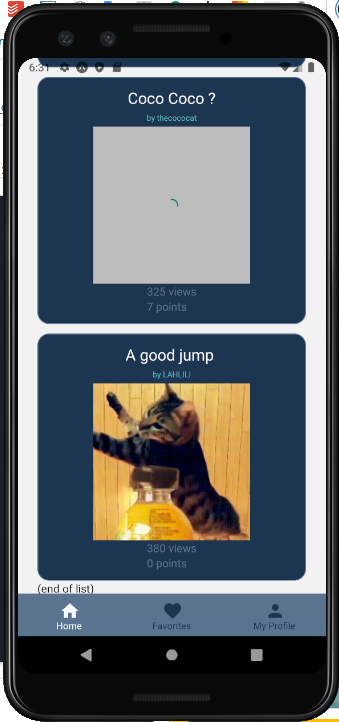 6:31
Coco Coco ?
by thecococat
325 views
7 points
A good jump
by LAHLILI
380 views
0 points
(end of list)
Home
Favorites
My Profile